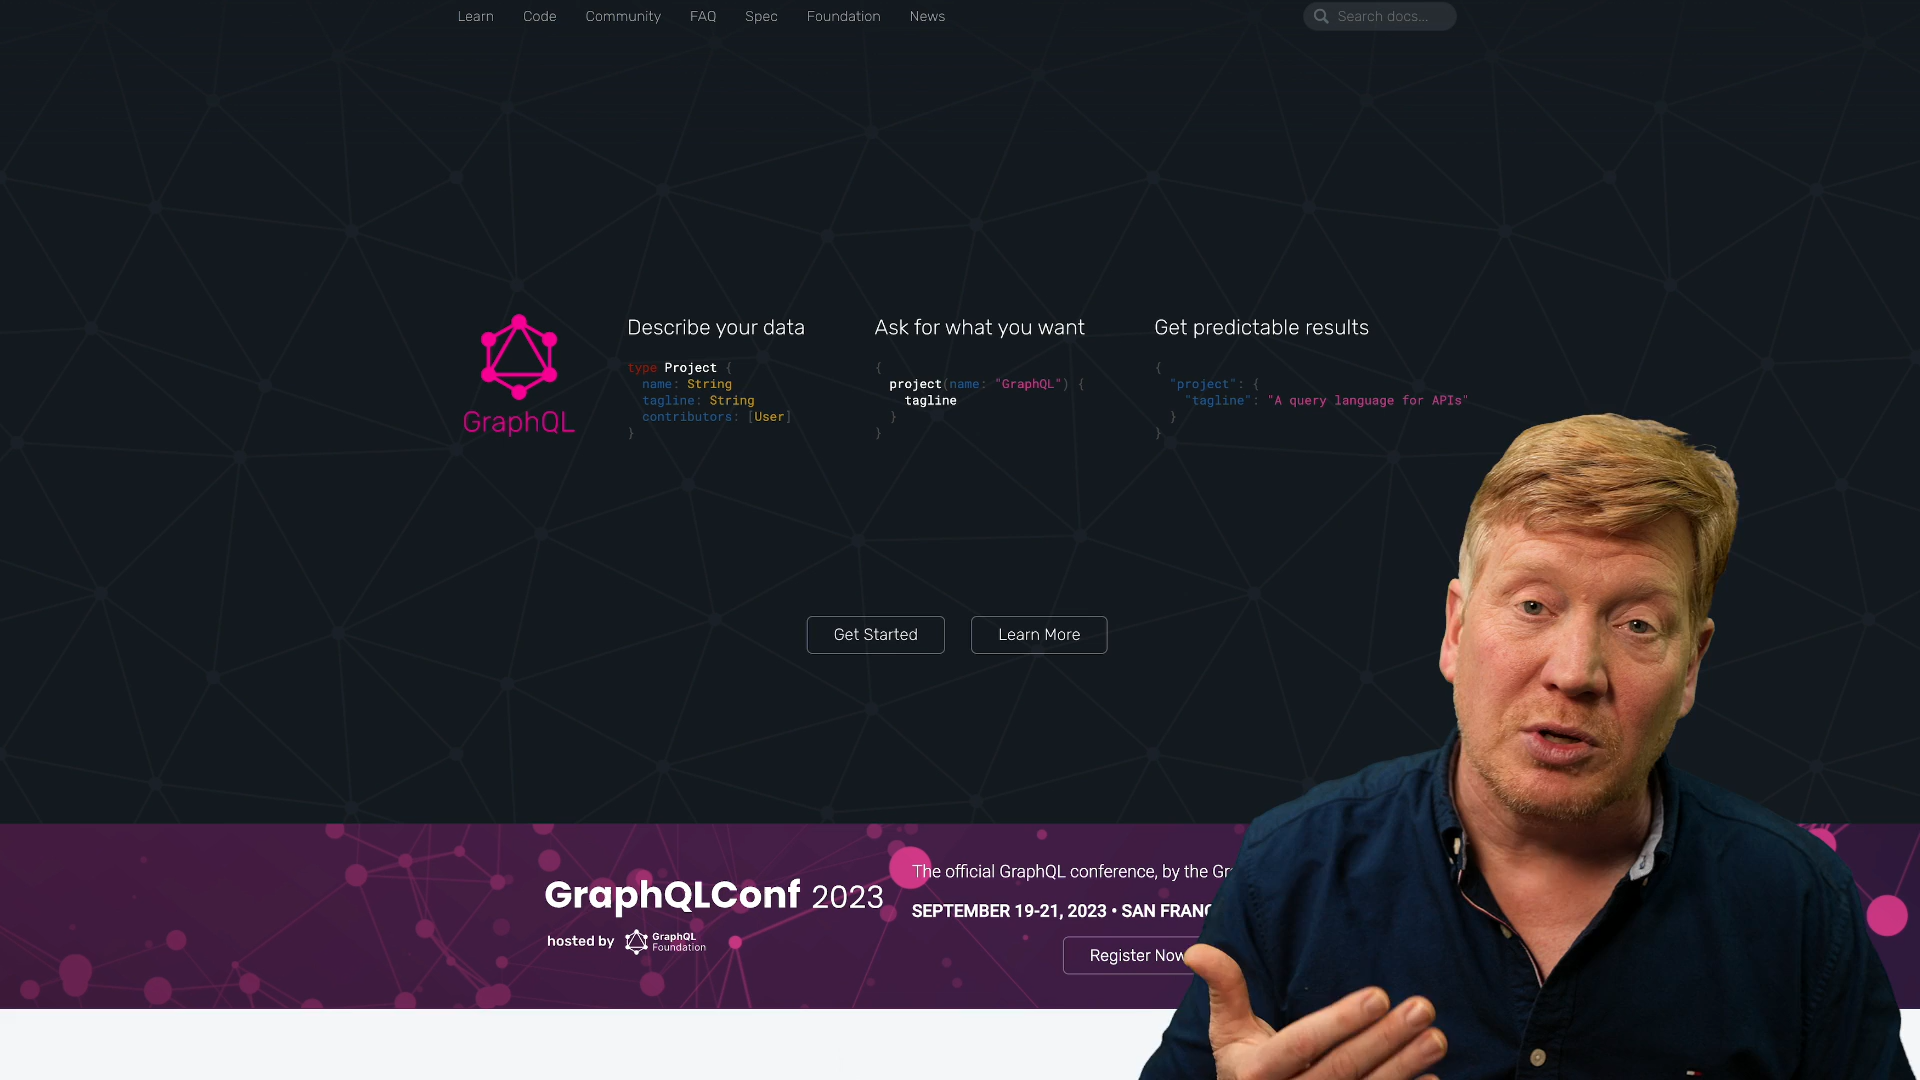 Learn Code Community FAQ Spec Foundation News Search docs...
GraphQL
Describe your data
type Project {
name: String
tagline: String
contributors: [User]
}
Ask for what you want
{
project(name: "GraphQL") {
tagline
}
}
Get predictable results
{
"project": {
"tagline": "A query language for APIs"
}
}
Get Started Learn More
GraphQLConf 2023
hosted by GraphQL Foundation
The official GraphQL conference, by the Gr
SEPTEMBER 19-21, 2023 • SAN FRANC
Register Now